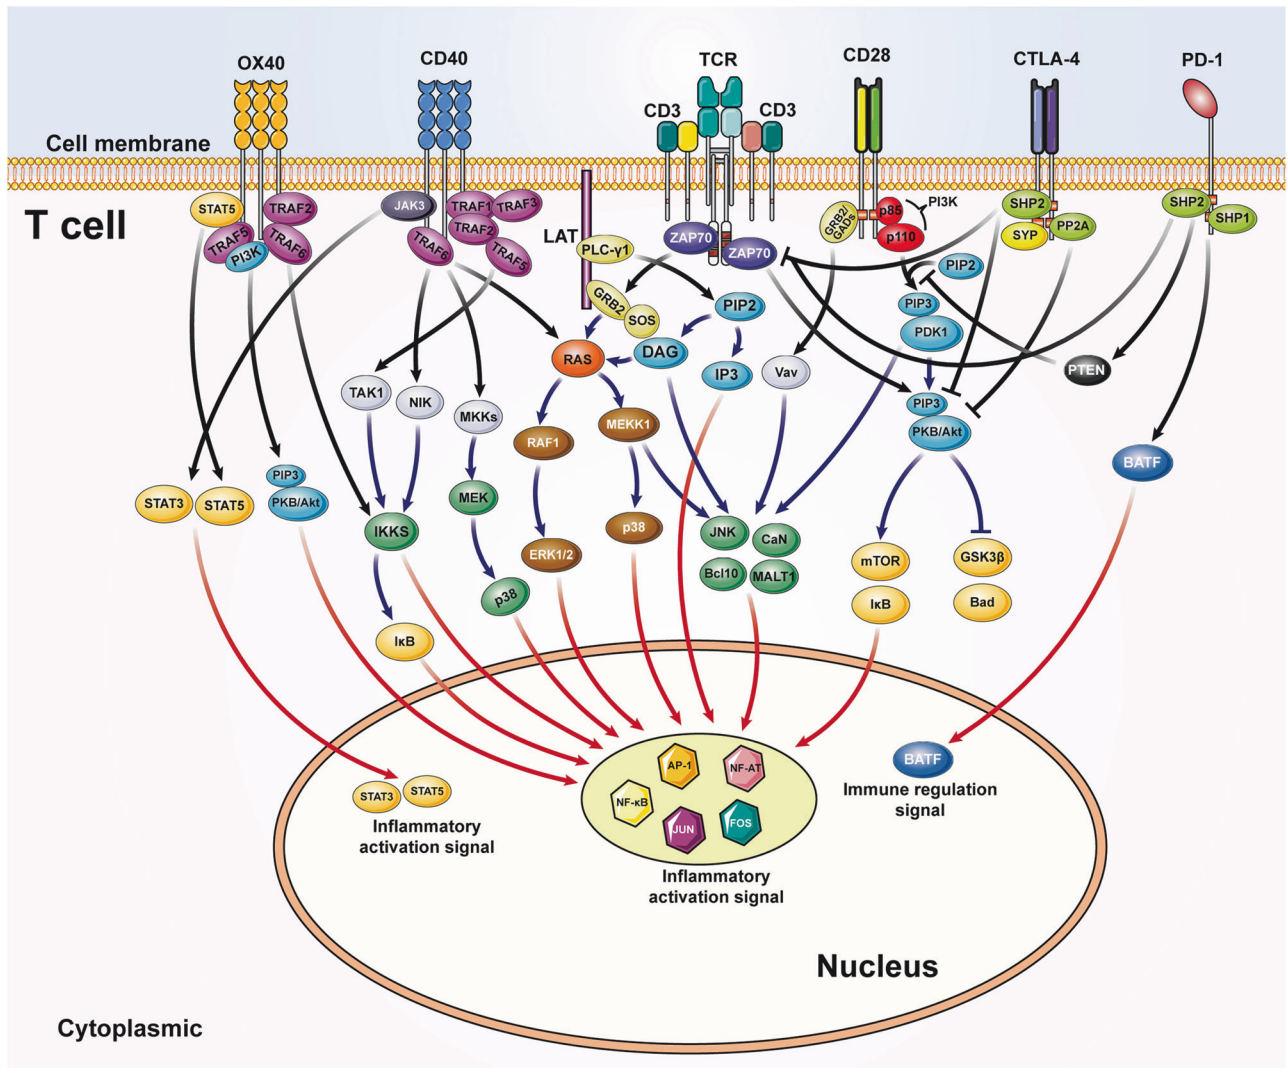 OX40
CD40
TCR
CD28
CTLA-4
PD-1
CD3
CD3
Cell membrane
T cell
STAT5
TRAF2
TRAF5
PI3K
TRAF6
JAK3
TRAF1
TRAF3
TRAF2
TRAF6
TRAF5
LAT
PLC-γ1
ZAP70
ZAP70
GRB2/
GADs
p85
p110
PI3K
SHP2
SYP
PP2A
SHP2
SHP1
GRB2
SOS
PIP2
PIP2
PIP3
PDK1
RAS
DAG
IP3
Vav
PTEN
TAK1
NIK
MKKs
RAF1
MEKK1
PIP3
PKB/Akt
BATF
PIP3
PKB/Akt
STAT3
STAT5
MEK
IKKS
p38
JNK
CaN
ERK1/2
mTOR
GSK3β
p38
Bcl10
MALT1
IκB
Bad
IκB
AP-1
NF-AT
NF-κB
JUN
FOS
BATF
Immune regulation
signal
STAT3
STAT5
Inflammatory
activation signal
Inflammatory
activation signal
Nucleus
Cytoplasmic